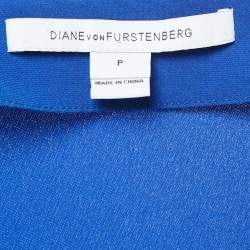 DIANE VON FURSTENBERG
P
MADE IN CHINA